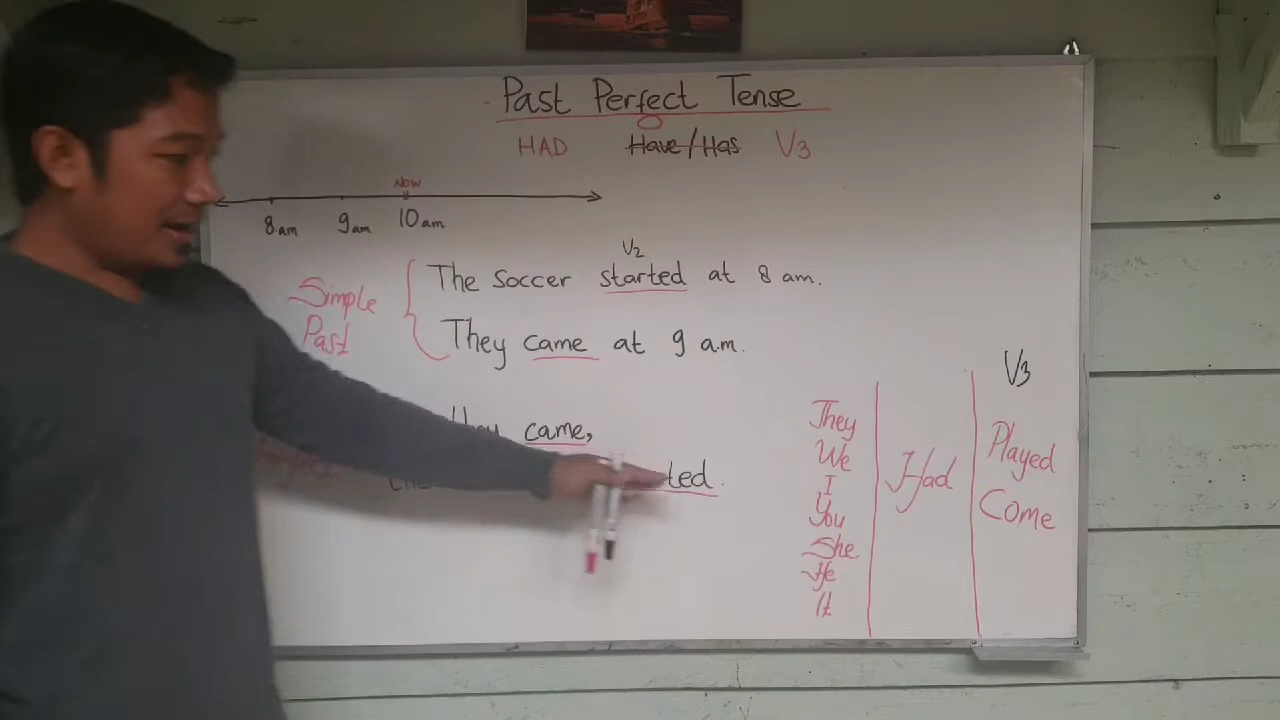 Past Perfect Tense
HAD Have/Has V3
Now
8am 9am 10am
V2
The soccer started at 8 am.
Simple
Past
They came at 9 a.m.
came,
V3
They
We
I
You
She
He
It
Had
Played
Come